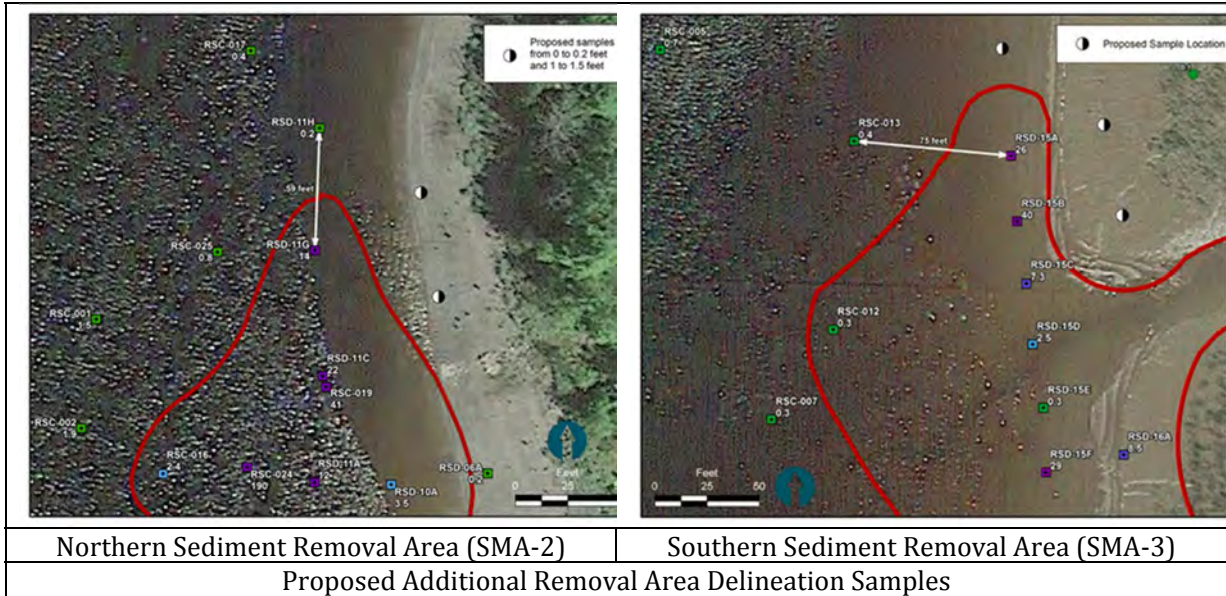 RSC-017
0.4
Proposed samples
from 0 to 0.2 feet
and 1 to 1.5 feet
RSD-11H
0.2
59 feet
RSC-025
0.8
RSD-11G
RSC-001
RSD-11C
22
RSC-019
41
RSC-002
1.9
RSC-016
2.4
RSC-024
190
RSD-11A
12
RSD-10A
3.5
RSD-06A
0.2
Feet
0 25
RSC-005
Proposed Sample Location
RSC-013
0.4
75 feet
RSD-15A
26
RSD-15B
40
RSD-15C
7.3
RSC-012
0.3
RSD-15D
2.5
RSD-15E
0.3
RSC-007
0.3
RSD-16A
8.5
RSD-15F
29
Feet
0 25 50
Northern Sediment Removal Area (SMA-2)
Southern Sediment Removal Area (SMA-3)
Proposed Additional Removal Area Delineation Samples